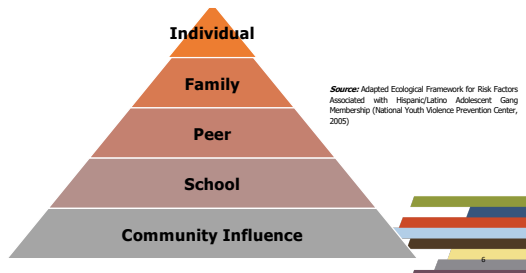 Individual
Family
Peer
School
Community Influence
Source: Adapted Ecological Framework for Risk Factors
Associated with Hispanic/Latino Adolescent Gang
Membership (National Youth Violence Prevention Center,
2005)
6